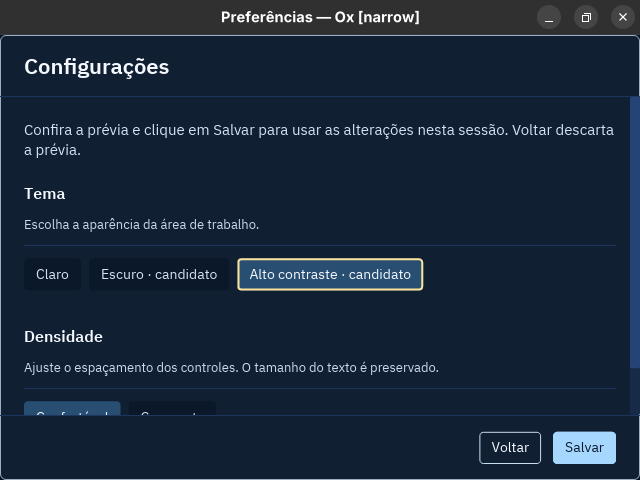 Preferências — Ox [narrow]
Configurações
Confira a prévia e clique em Salvar para usar as alterações nesta sessão. Voltar descarta
a prévia.
Tema
Escolha a aparência da área de trabalho.
Claro
Escuro · candidato
Alto contraste · candidato
Densidade
Ajuste o espaçamento dos controles. O tamanho do texto é preservado.
Voltar
Salvar